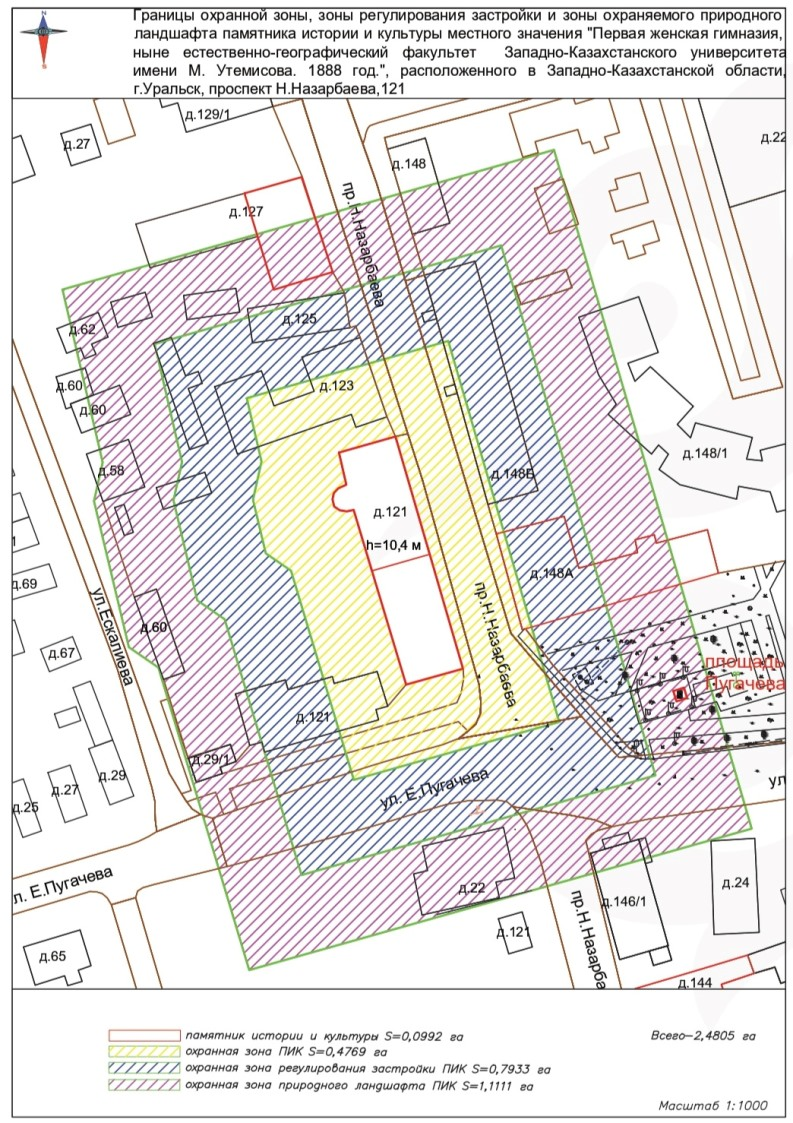 Границы охранной зоны, зоны регулирования застройки и зоны охраняемого природного
ландшафта памятника истории и культуры местного значения "Первая женская гимназия,
ныне естественно-географический факультет Западно-Казахстанского университета
имени М. Утемисова. 1888 год.", расположенного в Западно-Казахстанской области,
г.Уральск, проспект Н.Назарбаева,121
д.129/1
д.27
д.22
д.148
д.127
пр.Н.Назарбаева
д.125
д.62
д.60
д.60
д.123
д.58
д.148/1
д.148Б
д.121
h=10,4 м
1
д.69
д.148А
ул.Ескалиева
пр.Н.Назарбаева
д.60
д.67
площадь
Пугачева
д.121
д.29/1
д.29
д.27
д.25
ул. Е.Пугачева
ул
л. Е.Пугачева
д.22
д.24
д.146/1
пр.Н.Назарба
д.121
д.65
д.144
памятник истории и культуры S=0,0992 га
Всего-2,4805 га
охранная зона ПИК S=0,4769 га
охранная зона регулирования застройки ПИК S=0,7933 га
охранная зона природного ландшафта ПИК S=1,1111 га
Масштаб 1:1000